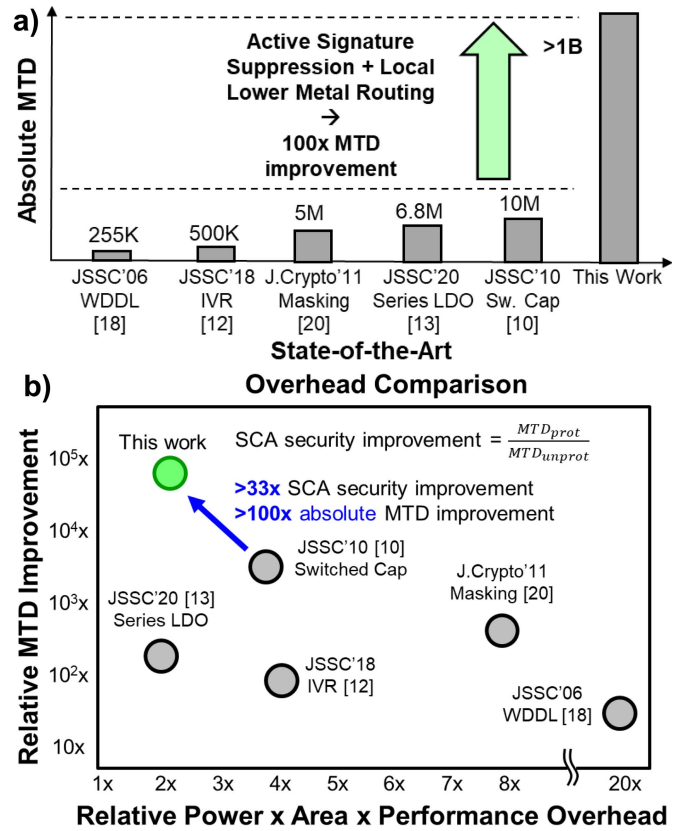 a)
Absolute MTD
Active Signature
Suppression + Local
Lower Metal Routing
→
100x MTD
improvement
>1B
255K
500K
5M
6.8M
10M
JSSC'06
WDDL
[18]
JSSC'18
IVR
[12]
J.Crypto'11
Masking
[20]
JSSC'20
Series LDO
[13]
JSSC'10
Sw. Cap
[10]
This Work
State-of-the-Art
b)
Overhead Comparison
Relative MTD Improvement
10⁵x
10⁴x
10³x
10²x
10x
This work
SCA security improvement = MTD_prot / MTD_unprot
>33x SCA security improvement
>100x absolute MTD improvement
JSSC'10 [10]
Switched Cap
J.Crypto'11
Masking [20]
JSSC'20 [13]
Series LDO
JSSC'18
IVR [12]
JSSC'06
WDDL [18]
1x 2x 3x 4x 5x 6x 7x 8x 20x
Relative Power x Area x Performance Overhead